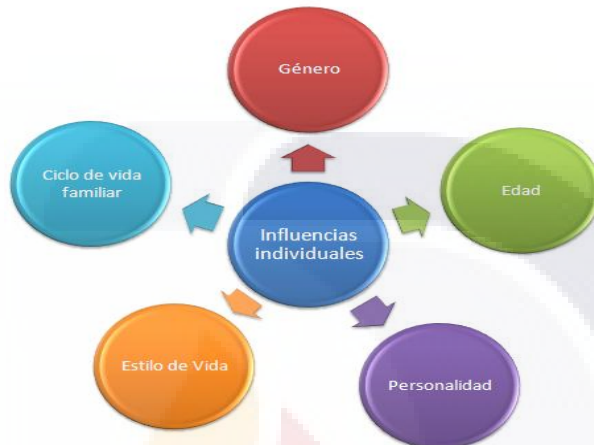 Género
Ciclo de vida
familiar
Edad
Influencias
individuales
Estilo de Vida
Personalidad